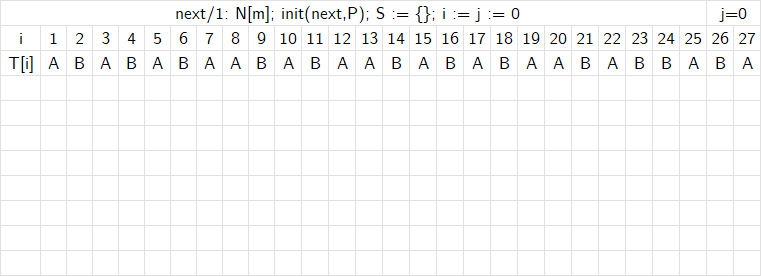 next/1: N[m]; init(next,P); S := {}; i := j := 0 j=0
i 1 2 3 4 5 6 7 8 9 10 11 12 13 14 15 16 17 18 19 20 21 22 23 24 25 26 27
T[i] A B A B A B A A B A B A A B A B A B A A B A B B A B A